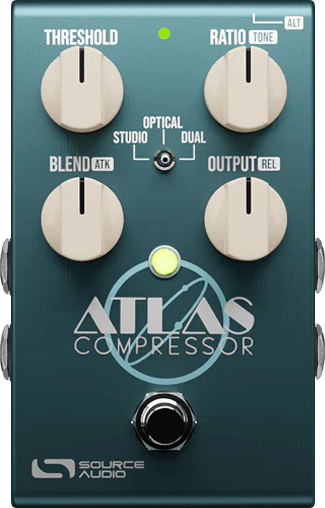 ALT
THRESHOLD
RATIO TONE
OPTICAL
STUDIO DUAL
BLEND ATK
OUTPUT REL
ATLAS
COMPRESSOR
SOURCE
AUDIO